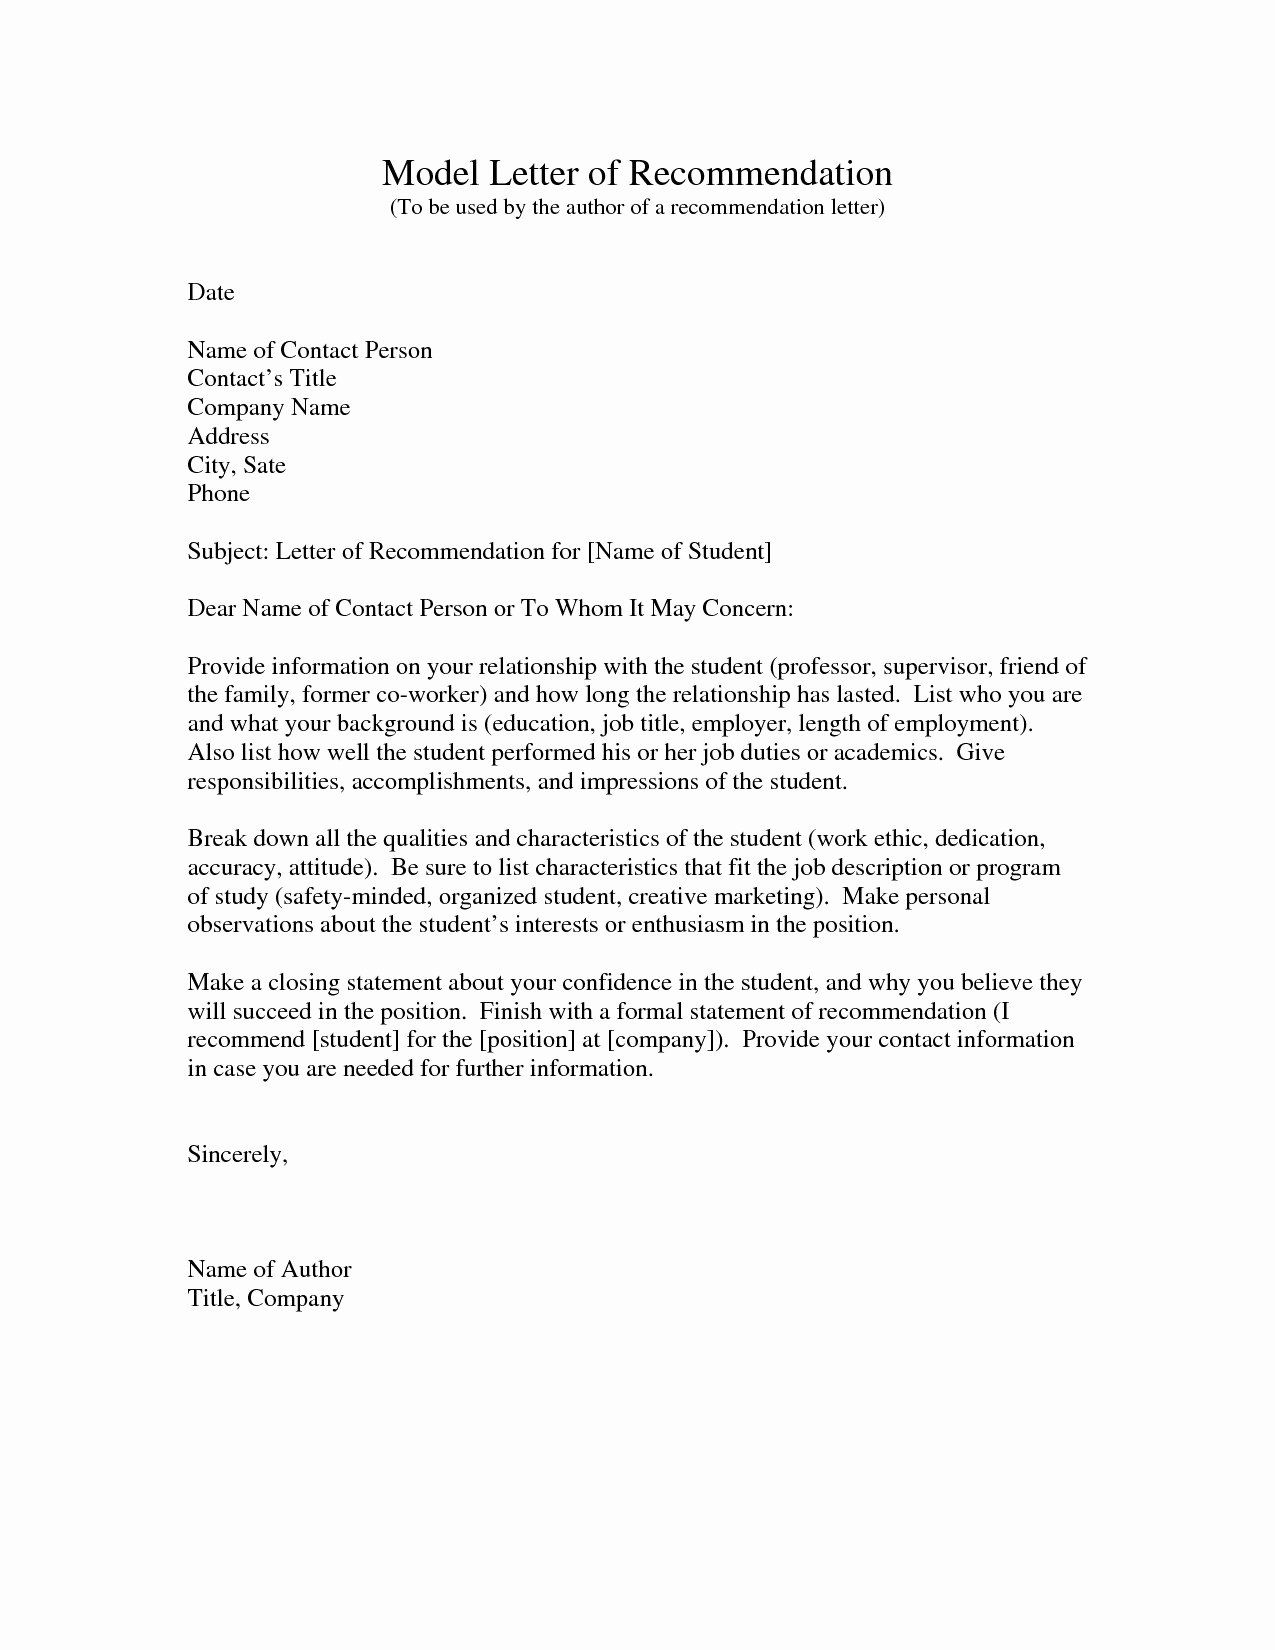 Model Letter of Recommendation
(To be used by the author of a recommendation letter)
Date
Name of Contact Person
Contact’s Title
Company Name
Address
City, Sate
Phone
Subject: Letter of Recommendation for [Name of Student]
Dear Name of Contact Person or To Whom It May Concern:
Provide information on your relationship with the student (professor, supervisor, friend of
the family, former co-worker) and how long the relationship has lasted.  List who you are
and what your background is (education, job title, employer, length of employment).
Also list how well the student performed his or her job duties or academics.  Give
responsibilities, accomplishments, and impressions of the student.
Break down all the qualities and characteristics of the student (work ethic, dedication,
accuracy, attitude).  Be sure to list characteristics that fit the job description or program
of study (safety-minded, organized student, creative marketing).  Make personal
observations about the student’s interests or enthusiasm in the position.
Make a closing statement about your confidence in the student, and why you believe they
will succeed in the position.  Finish with a formal statement of recommendation (I
recommend [student] for the [position] at [company]).  Provide your contact information
in case you are needed for further information.
Sincerely,
Name of Author
Title, Company